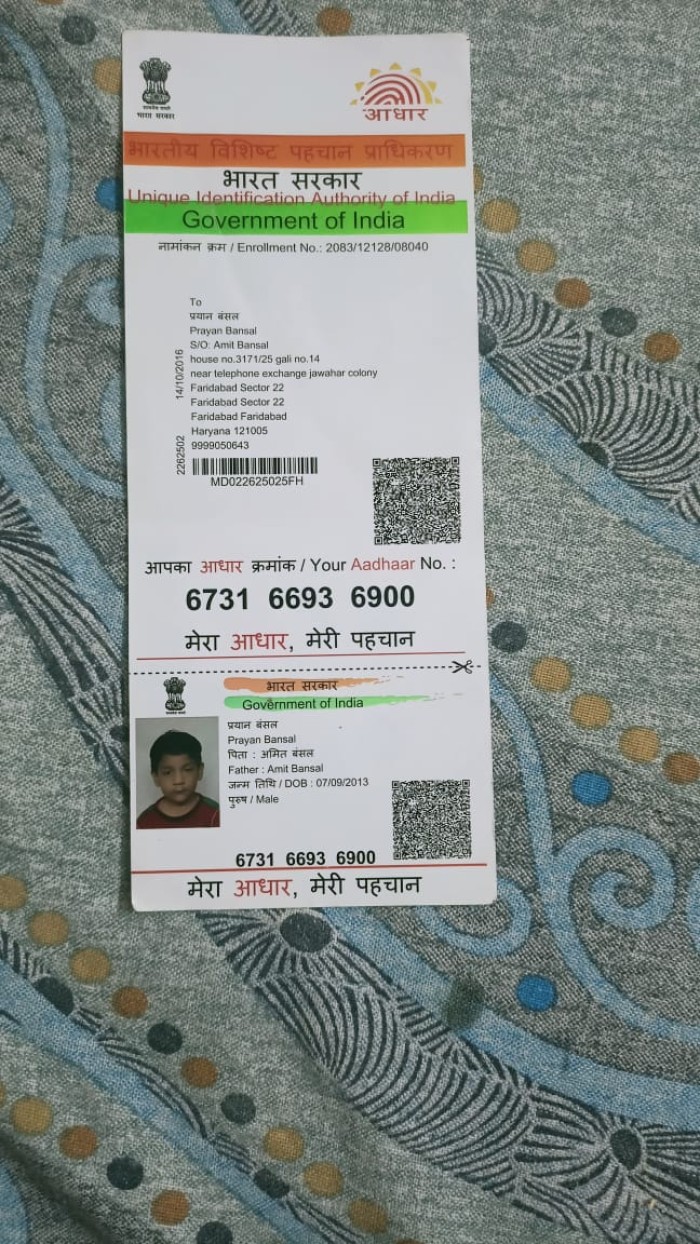 सत्यमेव जयते
भारत सरकार
आधार
भारतीय विशिष्ट पहचान प्राधिकरण
भारत सरकार
Unique Identification Authority of India
Government of India
नामांकन क्रम / Enrollment No.: 2083/12128/08040
To
प्रयान बंसल
Prayan Bansal
S/O: Amit Bansal
house no.3171/25 gali no.14
near telephone exchange jawahar colony
Faridabad Sector 22
Faridabad Sector 22
Faridabad Faridabad
Haryana 121005
9999050643
14/10/2016
2262502
MD022625025FH
आपका आधार क्रमांक / Your Aadhaar No. :
6731 6693 6900
मेरा आधार, मेरी पहचान
भारत सरकार
Government of India
प्रयान बंसल
Prayan Bansal
पिता : अमित बंसल
Father : Amit Bansal
जन्म तिथि / DOB : 07/09/2013
पुरुष / Male
6731 6693 6900
मेरा आधार, मेरी पहचान